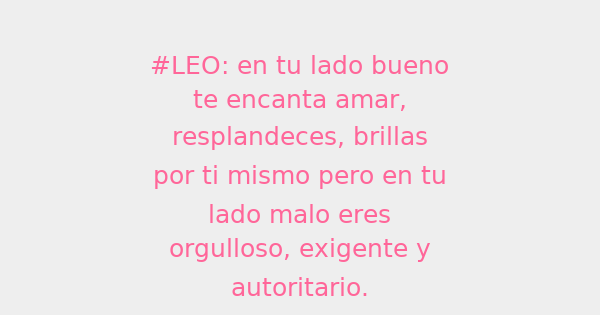 #LEO: en tu lado bueno
te encanta amar,
resplandeces, brillas
por ti mismo pero en tu
lado malo eres
orgulloso, exigente y
autoritario.